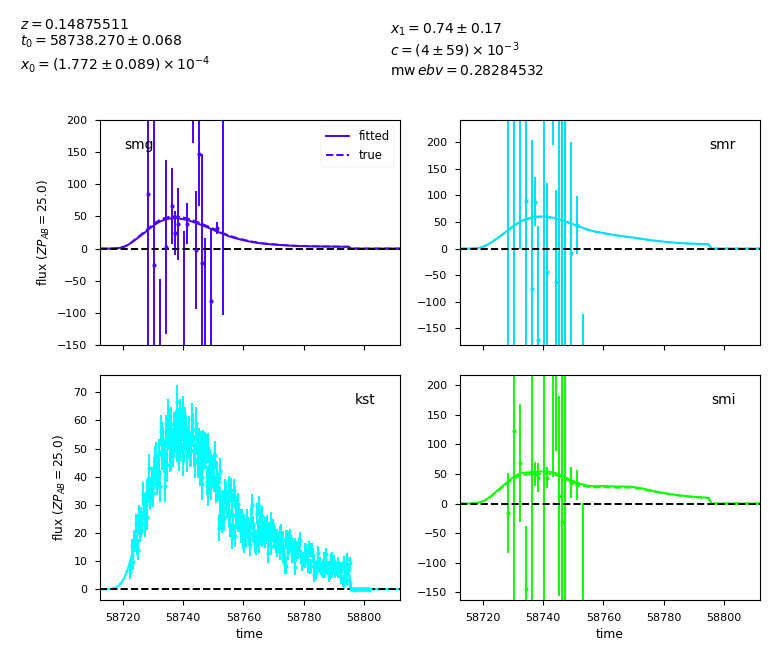 z = 0.14875511
t₀ = 58738.270 ± 0.068
x₀ = (1.772 ± 0.089) × 10⁻⁴
x₁ = 0.74 ± 0.17
c = (4 ± 59) × 10⁻³
mw ebv = 0.28284532
smg
fitted
true
flux (ZP_AB = 25.0)
200
150
100
50
0
−50
−100
−150
smr
200
150
100
50
0
−50
−100
−150
kst
flux (ZP_AB = 25.0)
70
60
50
40
30
20
10
0
58720 58740 58760 58780 58800
time
smi
200
150
100
50
0
−50
−100
−150
58720 58740 58760 58780 58800
time